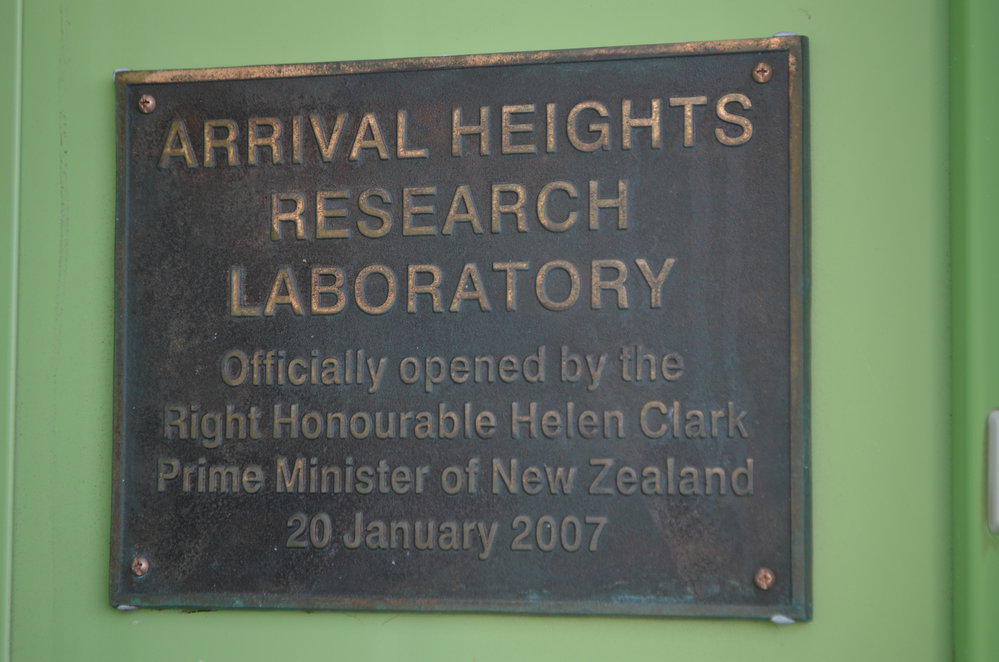 ARRIVAL HEIGHTS
RESEARCH
LABORATORY
Officially opened by the
Right Honourable Helen Clark
Prime Minister of New Zealand
20 January 2007